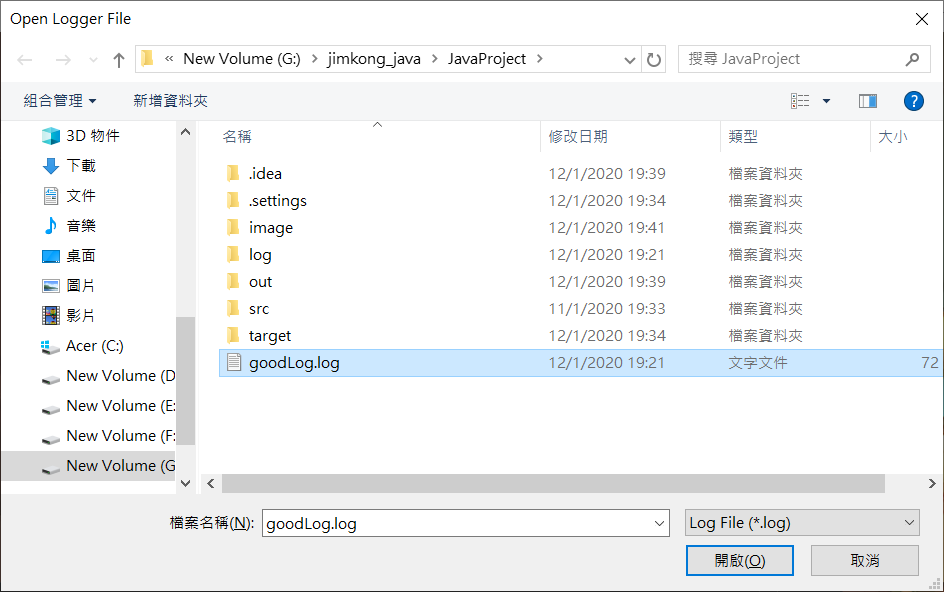 Open Logger File
« New Volume (G:) › jimkong_java › JavaProject ›
搜尋 JavaProject
組合管理
新增資料夾
?
3D 物件
下載
文件
音樂
桌面
圖片
影片
Acer (C:)
New Volume (D
New Volume (E:
New Volume (F:
New Volume (G
名稱 修改日期 類型 大小
.idea 12/1/2020 19:39 檔案資料夾
.settings 12/1/2020 19:34 檔案資料夾
image 12/1/2020 19:41 檔案資料夾
log 12/1/2020 19:21 檔案資料夾
out 12/1/2020 19:39 檔案資料夾
src 11/1/2020 19:33 檔案資料夾
target 12/1/2020 19:34 檔案資料夾
goodLog.log 12/1/2020 19:21 文字文件 72
檔案名稱(N): goodLog.log
Log File (*.log)
開啟(O)
取消